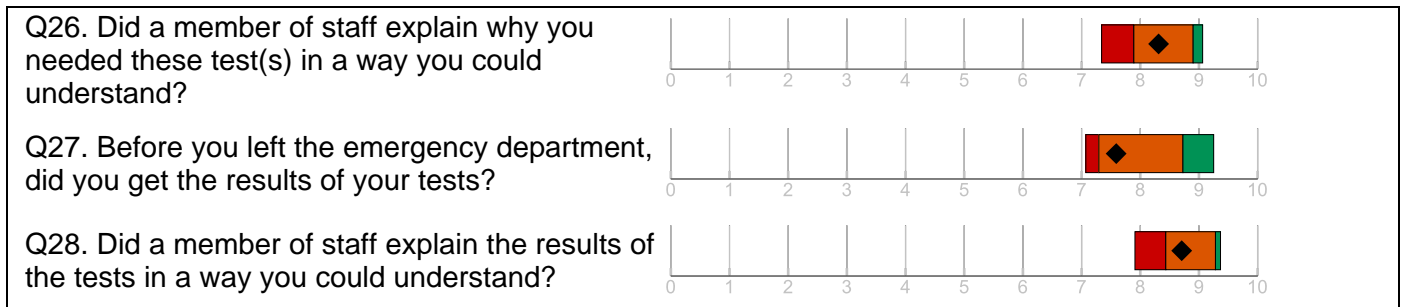 Q26. Did a member of staff explain why you
needed these test(s) in a way you could
understand?
0 1 2 3 4 5 6 7 8 9 10
Q27. Before you left the emergency department,
did you get the results of your tests?
0 1 2 3 4 5 6 7 8 9 10
Q28. Did a member of staff explain the results of
the tests in a way you could understand?
0 1 2 3 4 5 6 7 8 9 10